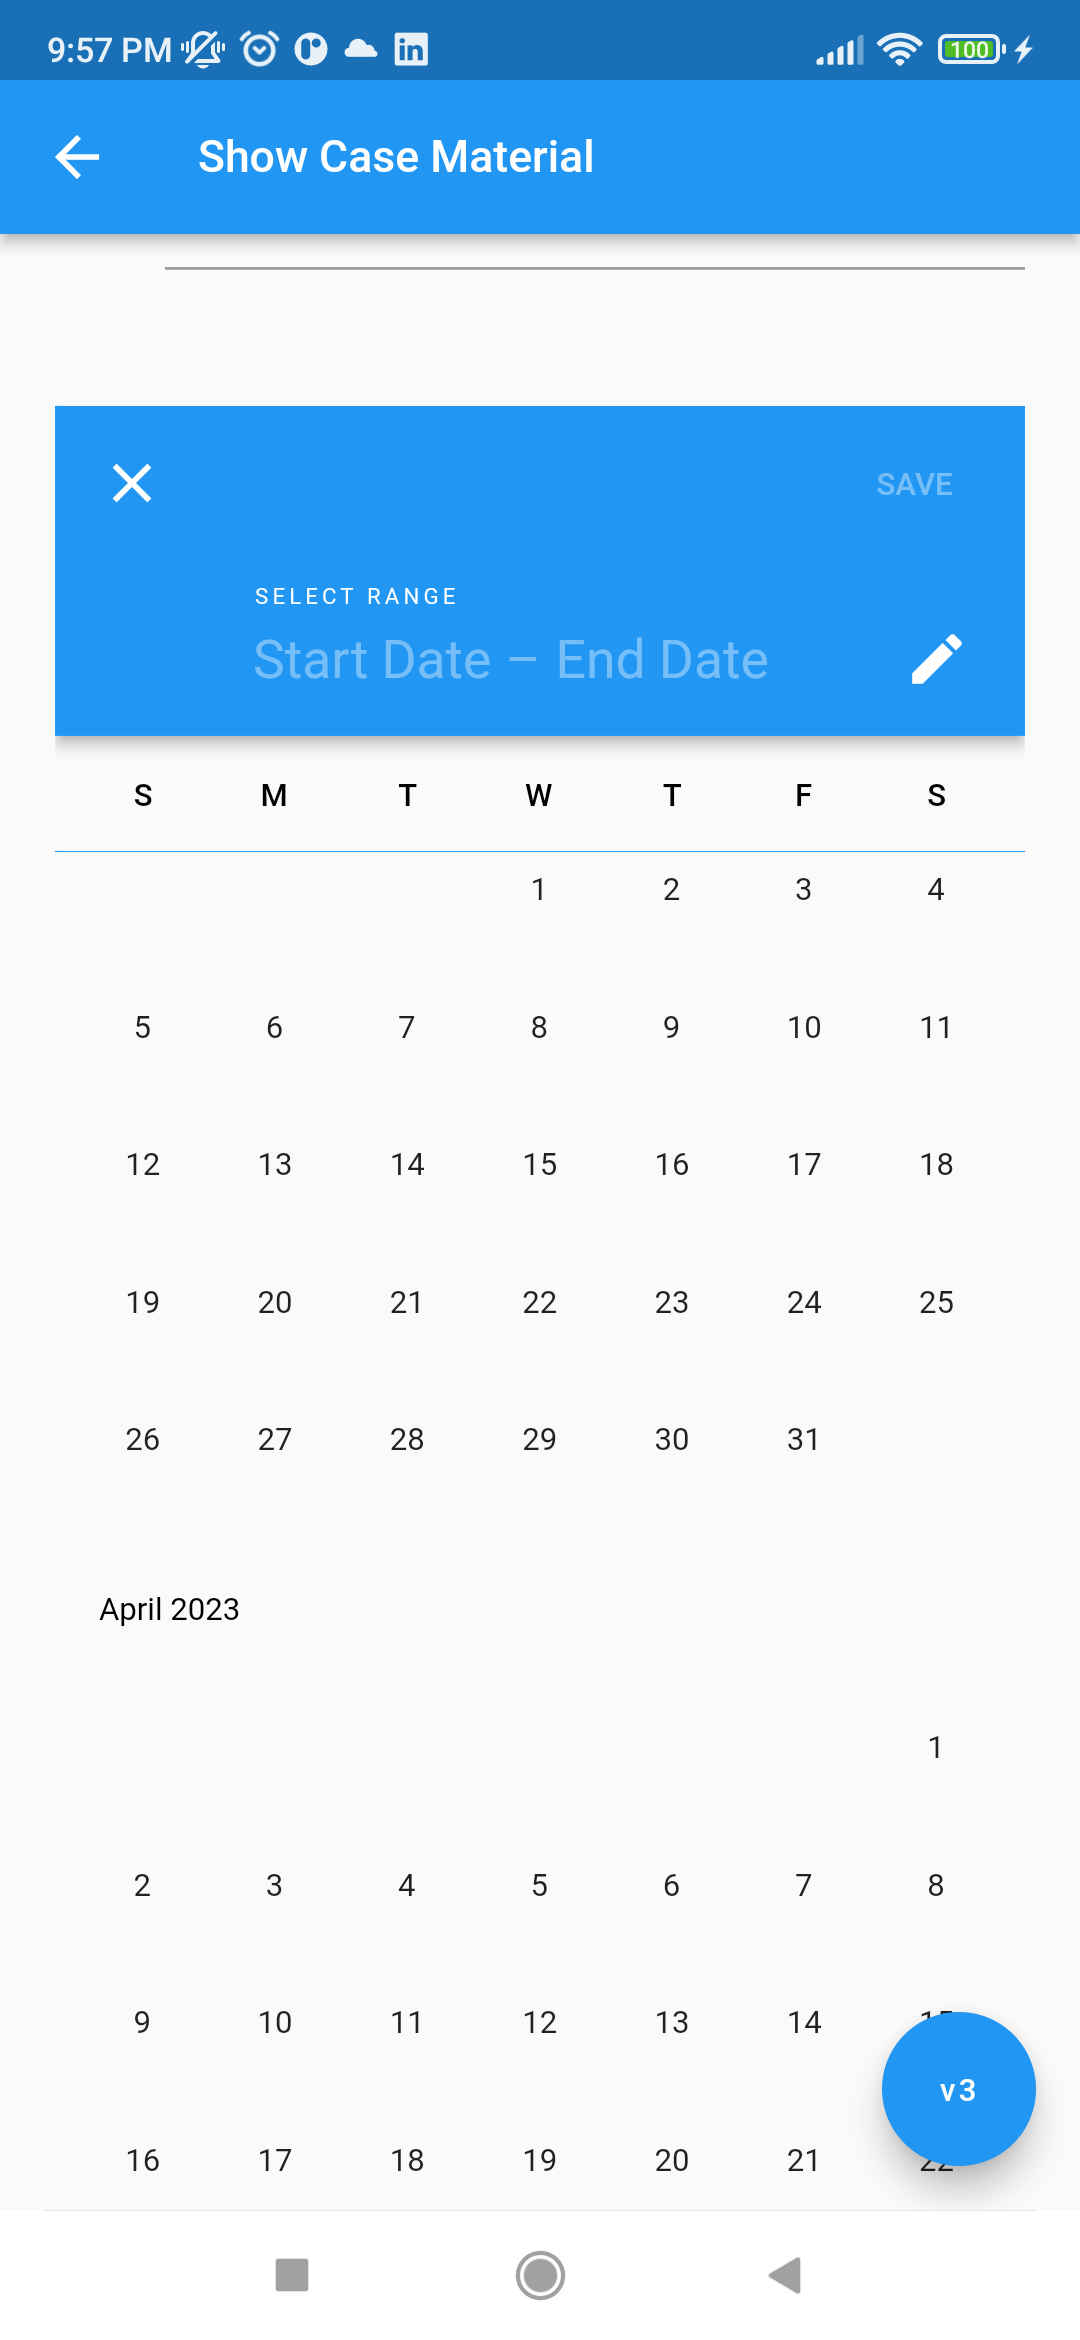 9:57 PM in 100
Show Case Material
SAVE
SELECT RANGE
Start Date – End Date
S M T W T F S
1 2 3 4
5 6 7 8 9 10 11
12 13 14 15 16 17 18
19 20 21 22 23 24 25
26 27 28 29 30 31
April 2023
1
2 3 4 5 6 7 8
9 10 11 12 13 14
v3
16 17 18 19 20 21 22